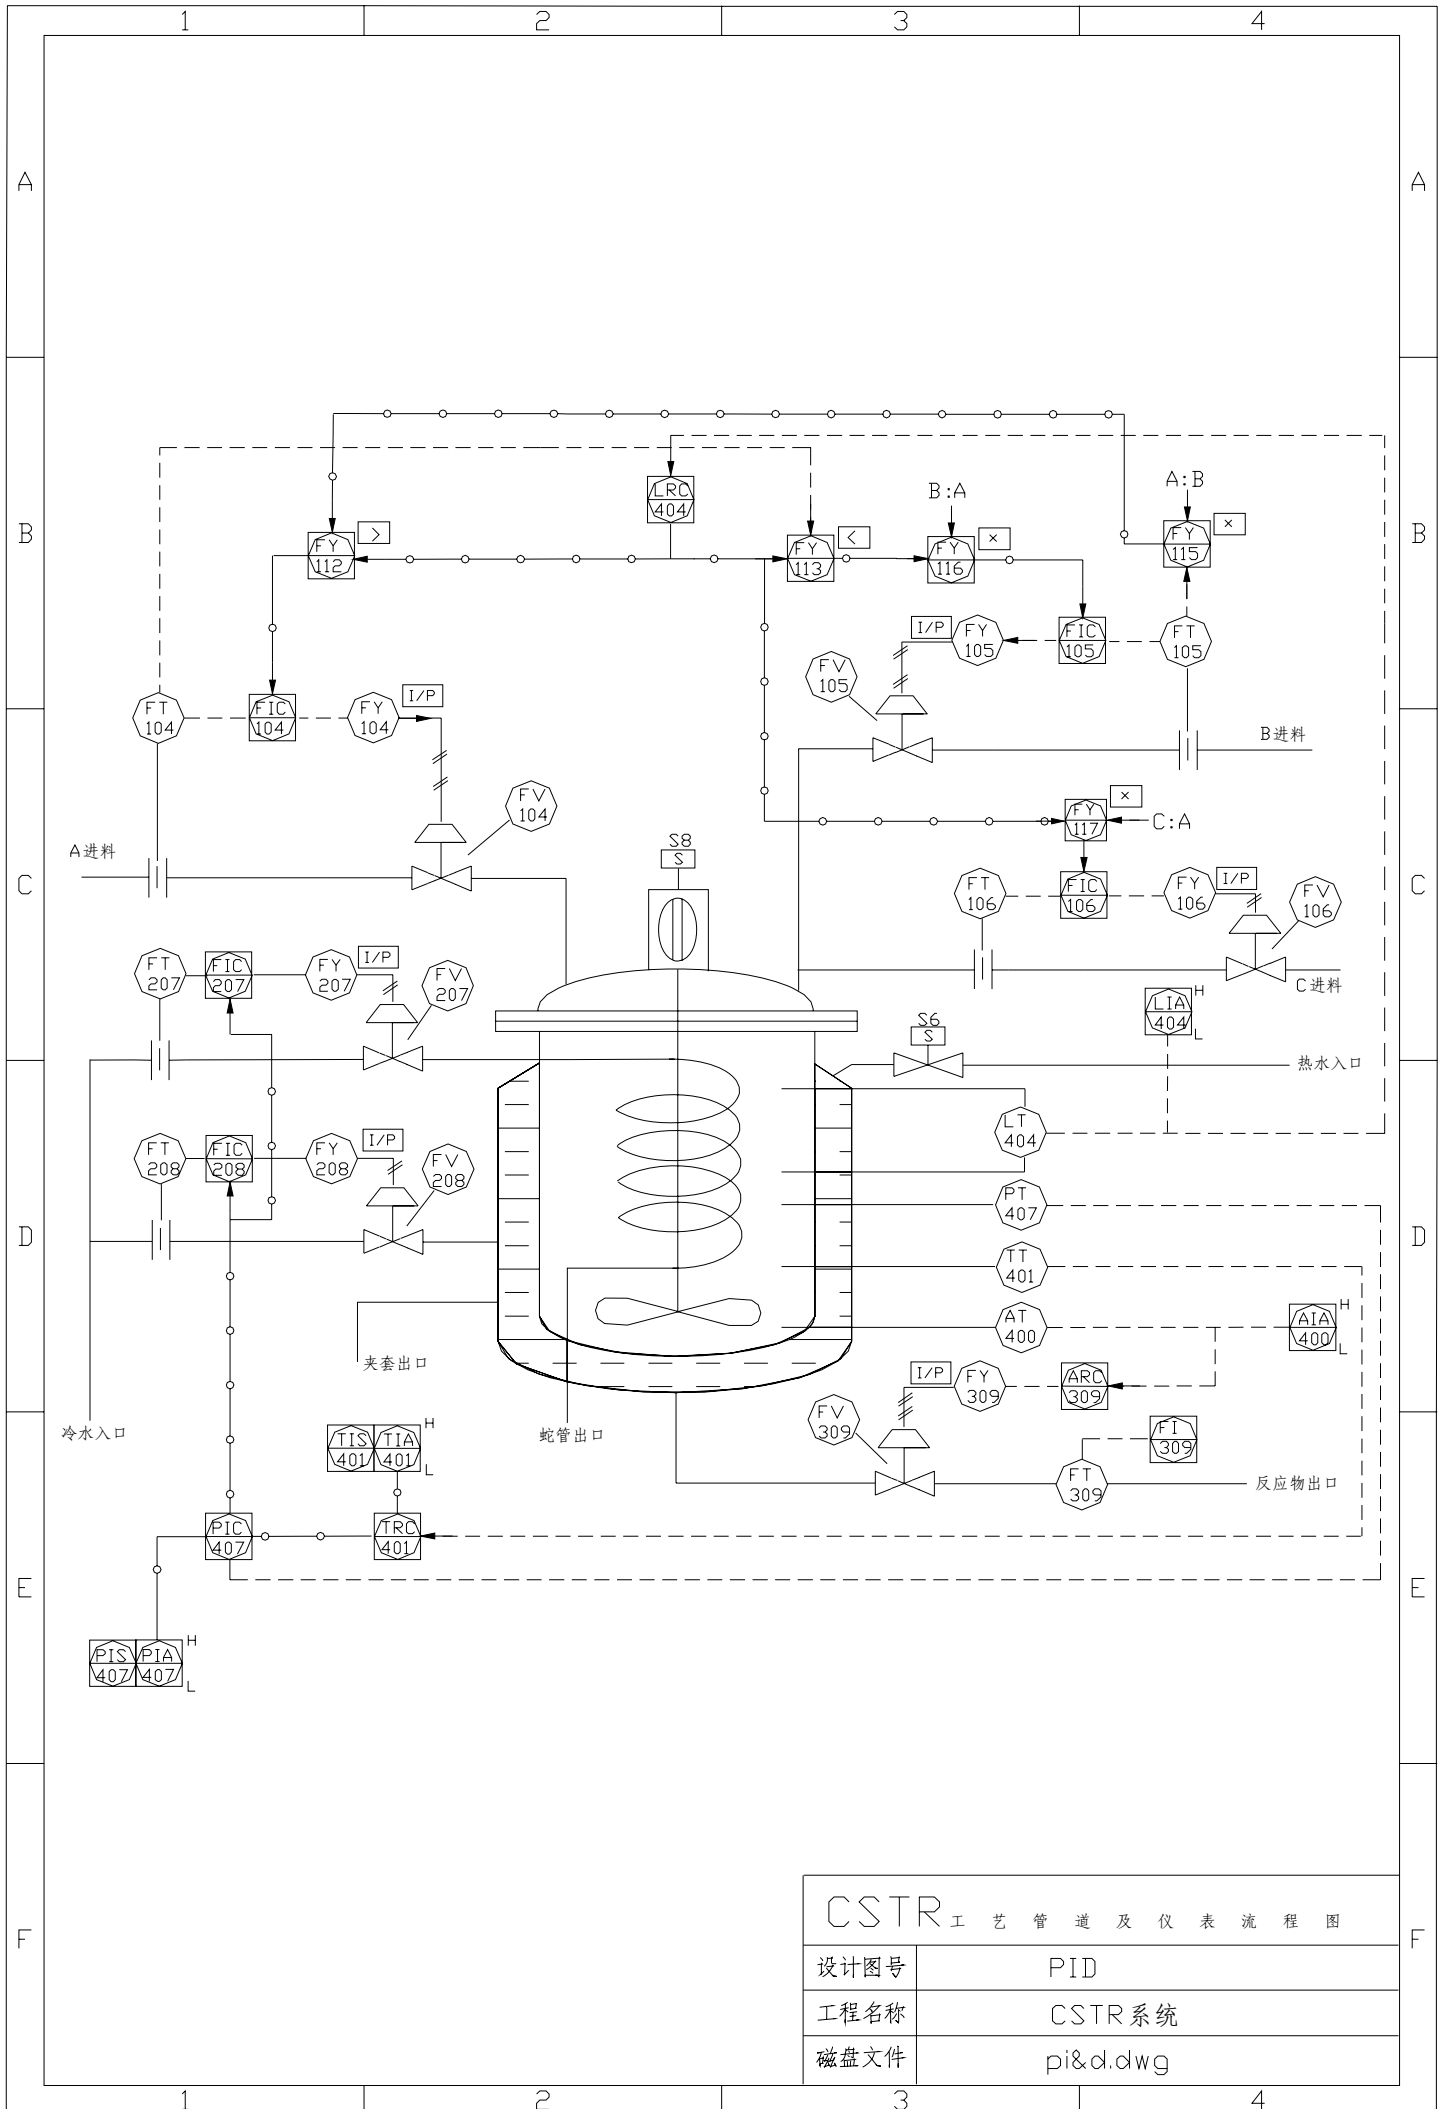 1 2 3 4
A A
LRC
404
B:A
A:B
B B
FY
112
>
FY
113
<
FY
116
×
FY
115
×
I/P
FY
105
FIC
105
FT
105
FV
105
FT
104
FIC
104
FY
104
I/P
B进料
FV
104
FY
117
×
C:A
S8
S
A进料
C C
FT
106
FIC
106
FY
106
I/P
FV
106
FT
207
FIC
207
FY
207
I/P
FV
207
C进料
LIA
404
H
L
S6
S
热水入口
FT
208
FIC
208
FY
208
I/P
FV
208
LT
404
PT
407
D D
TT
401
AT
400
AIA
400
H
L
夹套出口
I/P
FY
309
ARC
309
FV
309
FI
309
冷水入口
蛇管出口
TIS
401
TIA
401
H
L
FT
309
反应物出口
PIC
407
TRC
401
E E
PIS
407
PIA
407
H
L
F F
CSTR工艺管道及仪表流程图
设计图号 PID
工程名称 CSTR系统
磁盘文件 pi&d.dwg
1 2 3 4